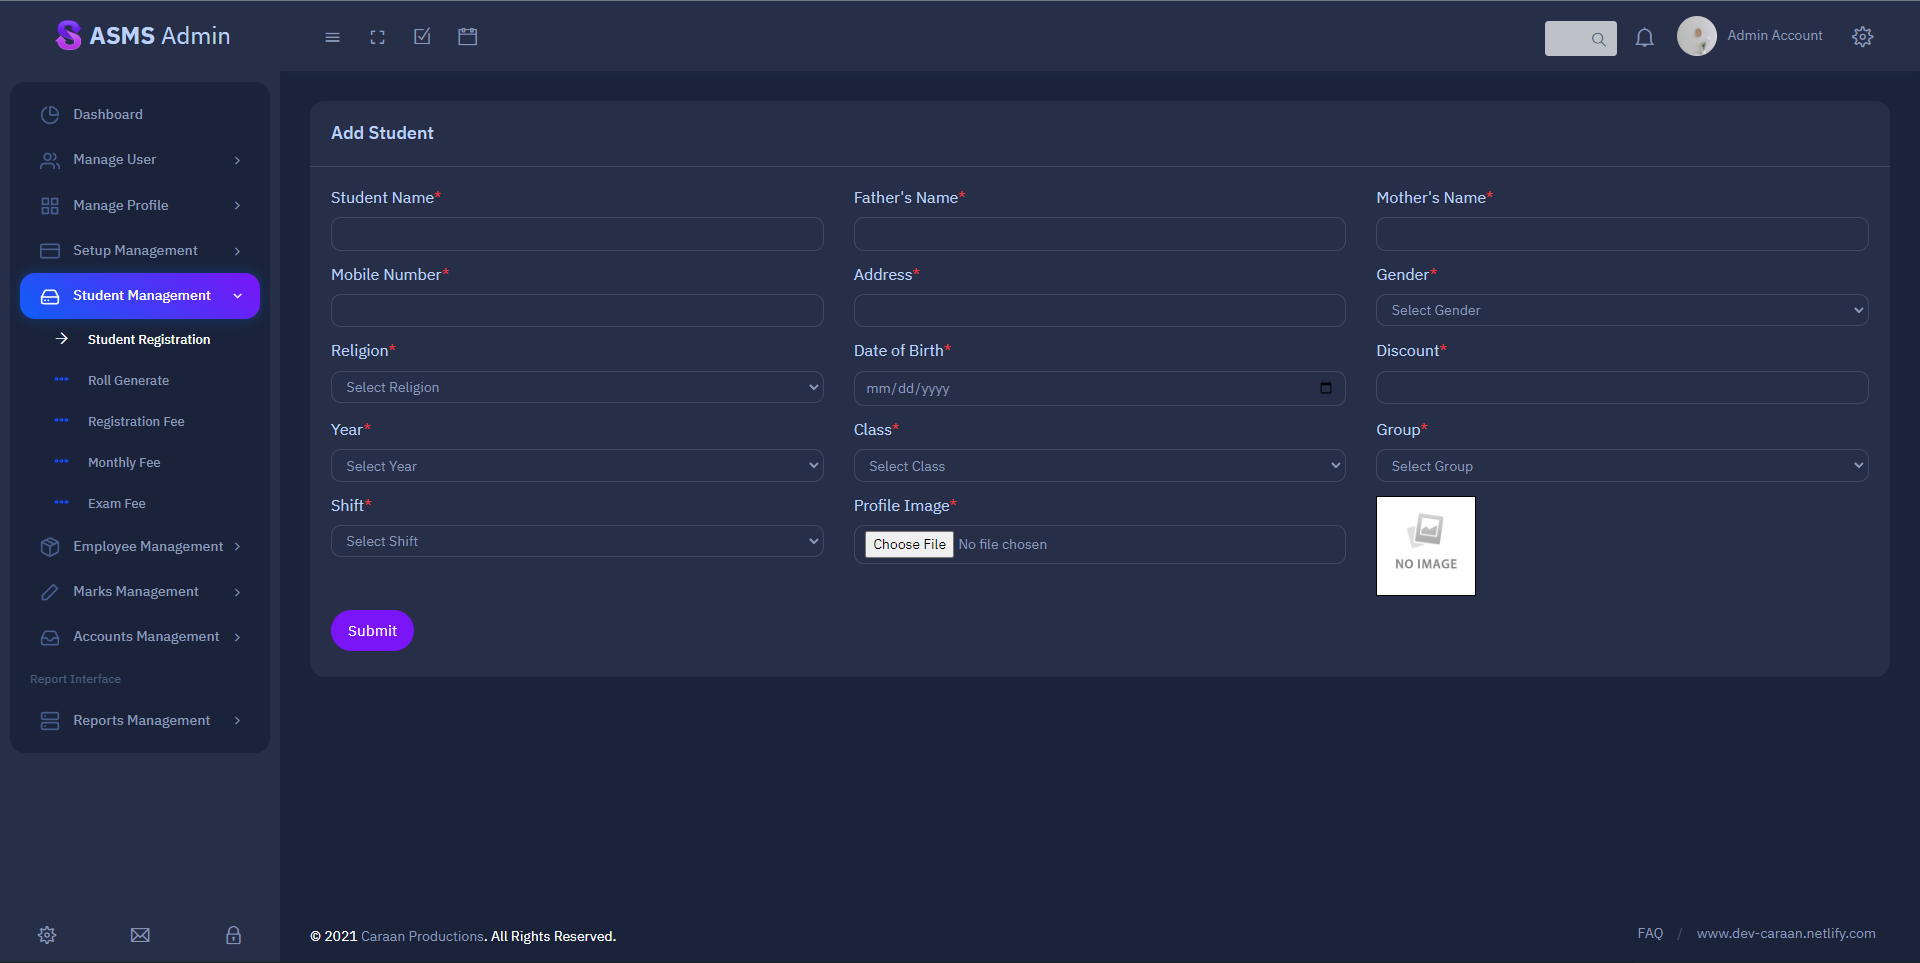 ASMS Admin
Admin Account
Dashboard
Manage User
Manage Profile
Setup Management
Student Management
Student Registration
Roll Generate
Registration Fee
Monthly Fee
Exam Fee
Employee Management
Marks Management
Accounts Management
Report Interface
Reports Management
Add Student
Student Name* Father's Name* Mother's Name*
Mobile Number* Address* Gender*
Select Gender
Religion* Date of Birth* Discount*
Select Religion mm/dd/yyyy
Year* Class* Group*
Select Year Select Class Select Group
Shift* Profile Image*
Select Shift Choose File No file chosen
NO IMAGE
Submit
© 2021 Caraan Productions. All Rights Reserved.
FAQ / www.dev-caraan.netlify.com